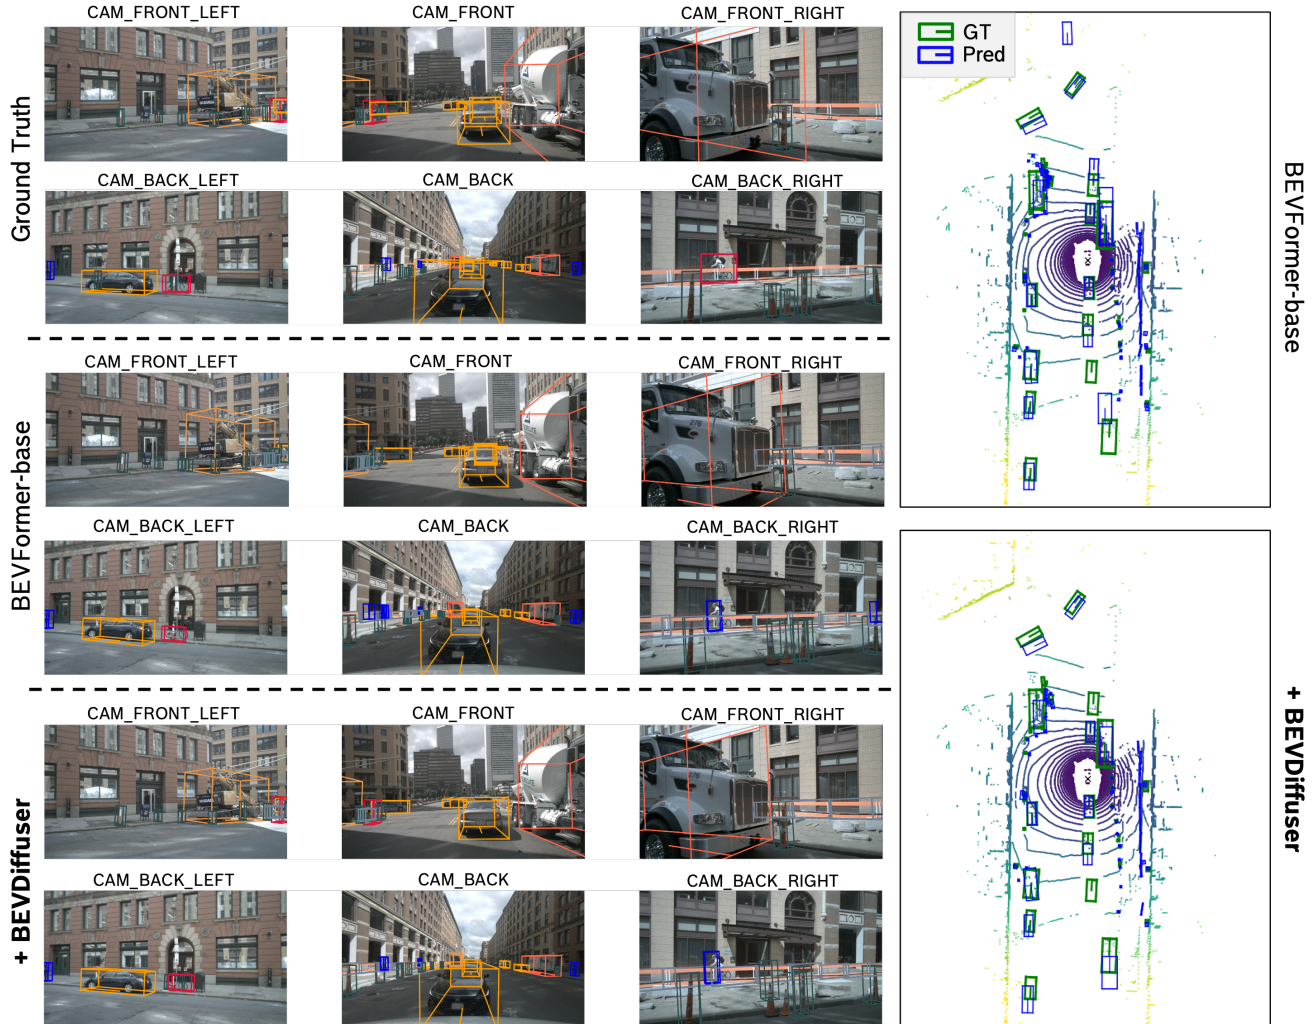 Ground Truth
CAM_FRONT_LEFT
CAM_FRONT
CAM_FRONT_RIGHT
CAM_BACK_LEFT
CAM_BACK
CAM_BACK_RIGHT
BEVFormer-base
CAM_FRONT_LEFT
CAM_FRONT
CAM_FRONT_RIGHT
CAM_BACK_LEFT
CAM_BACK
CAM_BACK_RIGHT
+ BEVDiffuser
CAM_FRONT_LEFT
CAM_FRONT
CAM_FRONT_RIGHT
CAM_BACK_LEFT
CAM_BACK
CAM_BACK_RIGHT
GT
Pred
BEVFormer-base
+ BEVDiffuser